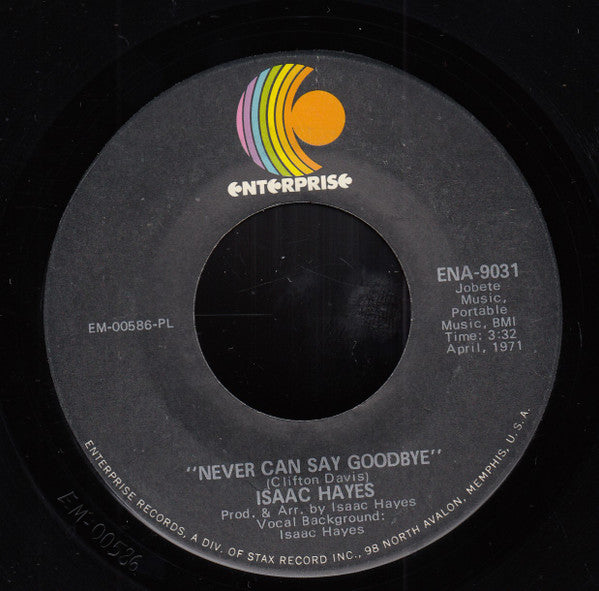 ENTERPRISE
ENA-9031
Jobete
Music,
Portable
Music, BMI
Time: 3:32
April, 1971
EM-00586-PL
"NEVER CAN SAY GOODBYE"
(Clifton Davis)
ISAAC HAYES
Prod. & Arr. by Isaac Hayes
Vocal Background:
Isaac Hayes
ENTERPRISE RECORDS, A DIV. OF STAX RECORD INC., 98 NORTH AVALON, MEMPHIS, U.S.A.
EM-00586